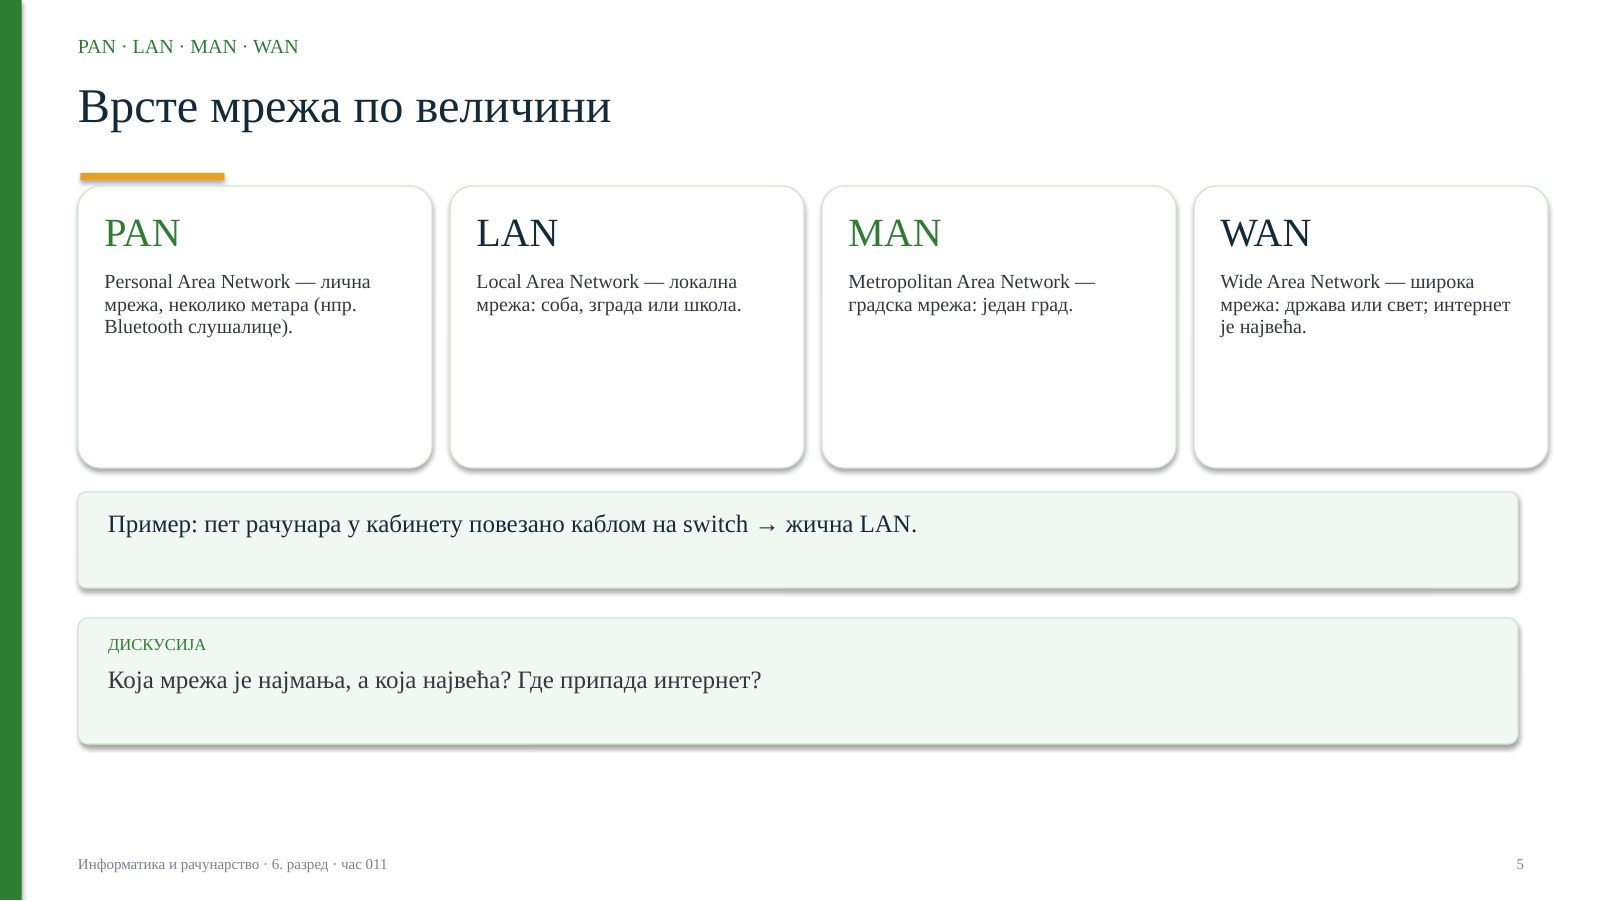 PAN · LAN · MAN · WAN
Врсте мрежа по величини
PAN
Personal Area Network — лична
мрежа, неколико метара (нпр.
Bluetooth слушалице).
LAN
Local Area Network — локална
мрежа: соба, зграда или школа.
MAN
Metropolitan Area Network —
градска мрежа: један град.
WAN
Wide Area Network — широка
мрежа: држава или свет; интернет
је највећа.
Пример: пет рачунара у кабинету повезано каблом на switch → жична LAN.
ДИСКУСИЈА
Која мрежа је најмања, а која највећа? Где припада интернет?
Информатика и рачунарство · 6. разред · час 011
5